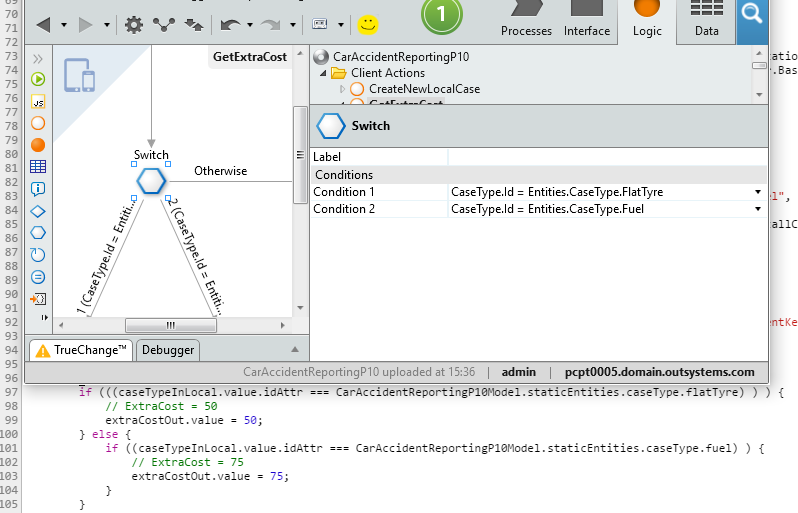 69
70
71
72
73
74
75
76
77
78
79
80
81
82
83
84
85
86
87
88
89
90
91
92
93
94
95
96
1
Processes
Interface
Logic
Data
GetExtraCost
JS
Switch
Otherwise
1 (CaseType.Id = Entiti...
2 (CaseType.Id = Entiti...
CarAccidentReportingP10
Client Actions
CreateNewLocalCase
GetExtraCost
Switch
Label
Conditions
Condition 1 CaseType.Id = Entities.CaseType.FlatTyre
Condition 2 CaseType.Id = Entities.CaseType.Fuel
TrueChange™ Debugger
CarAccidentReportingP10 uploaded at 15:36 | admin | pcpt0005.domain.outsystems.com
97 if (((caseTypeInLocal.value.idAttr === CarAccidentReportingP10Model.staticEntities.caseType.flatTyre) ) ) {
98 // ExtraCost = 50
99 extraCostOut.value = 50;
100 } else {
101 if ((caseTypeInLocal.value.idAttr === CarAccidentReportingP10Model.staticEntities.caseType.fuel) ) {
102 // ExtraCost = 75
103 extraCostOut.value = 75;
104 }
105 }